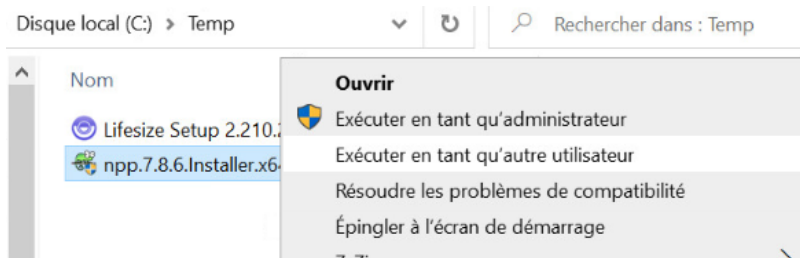 Disque local (C:) > Temp
Rechercher dans : Temp
Nom
Lifesize Setup 2.210.
npp.7.8.6.Installer.x64
Ouvrir
Exécuter en tant qu'administrateur
Exécuter en tant qu'autre utilisateur
Résoudre les problèmes de compatibilité
Épingler à l'écran de démarrage